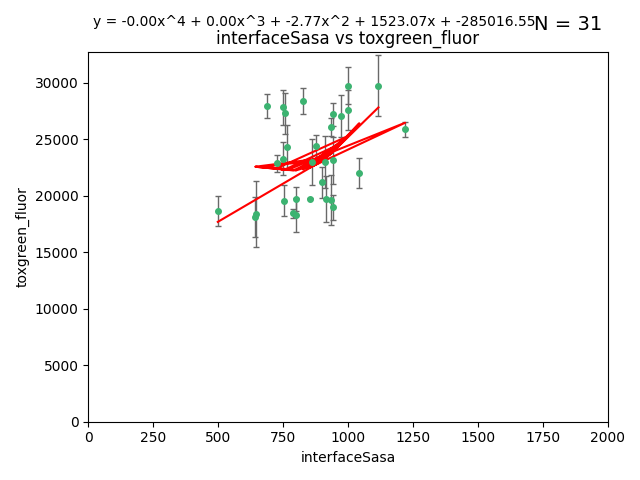 y = -0.00x^4 + 0.00x^3 + -2.77x^2 + 1523.07x + -285016.55
N = 31
interfaceSasa vs toxgreen_fluor
30000
25000
20000
15000
10000
5000
0
toxgreen_fluor
0 250 500 750 1000 1250 1500 1750 2000
interfaceSasa